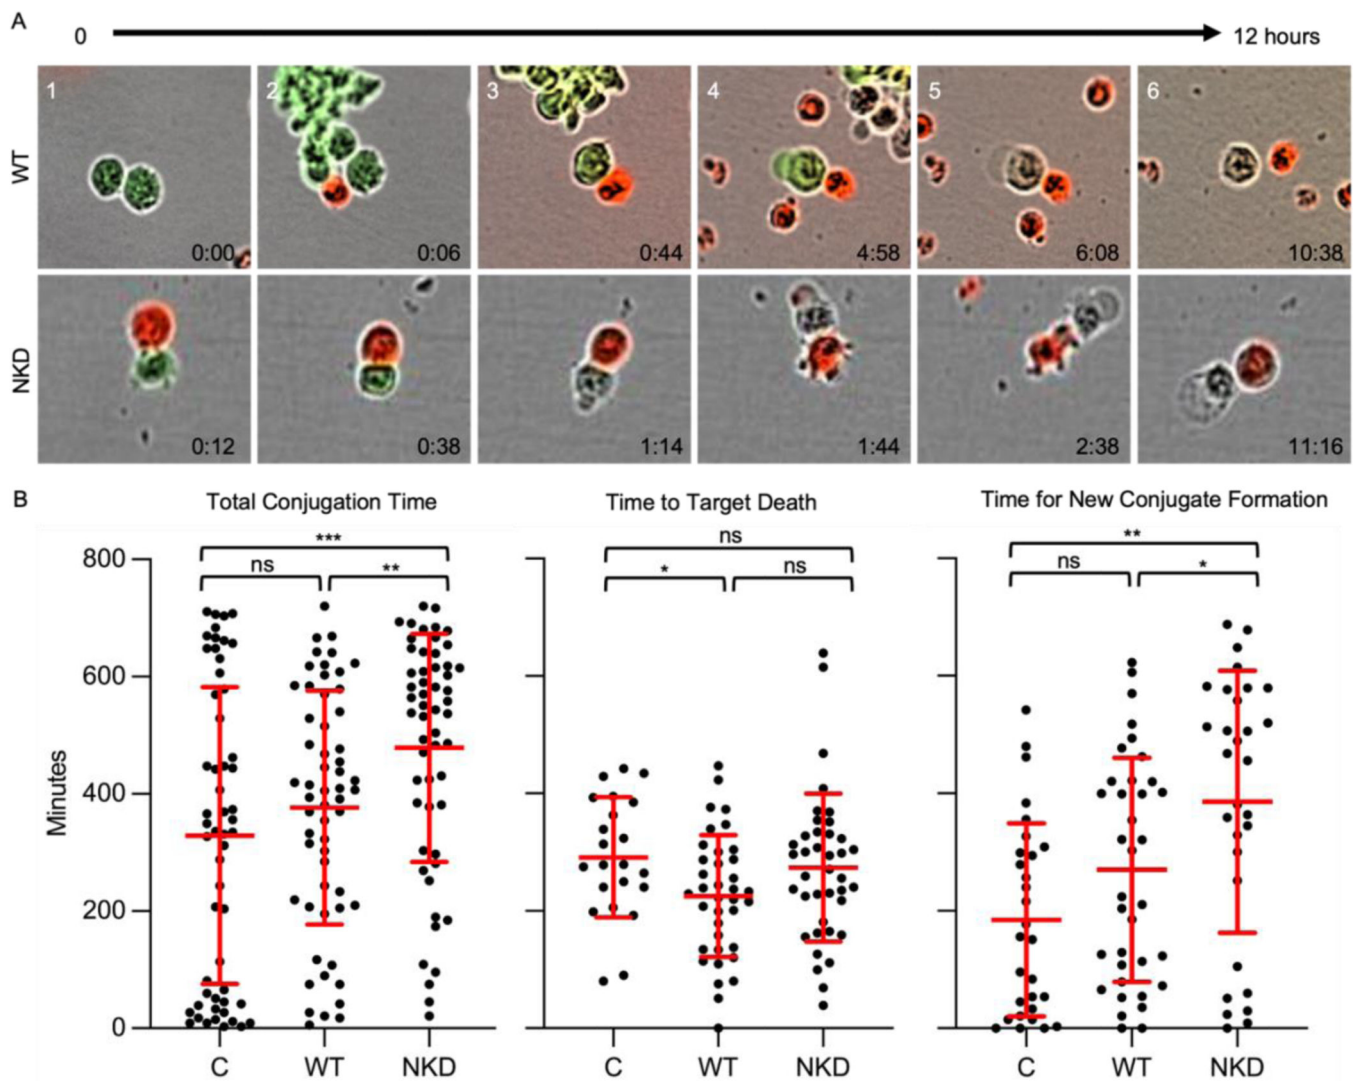 A
0
12 hours
WT
1
2
3
4
5
6
0:00
0:06
0:44
4:58
6:08
10:38
NKD
0:12
0:38
1:14
1:44
2:38
11:16
B
Total Conjugation Time
Time to Target Death
Time for New Conjugate Formation
***
ns
**
ns
*
ns
**
ns
*
Minutes
800
600
400
200
0
C
WT
NKD
C
WT
NKD
C
WT
NKD